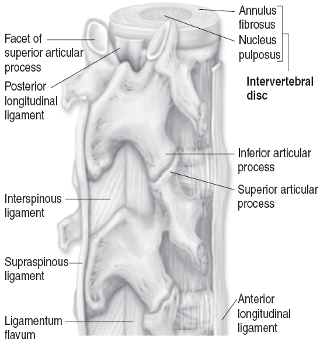 Annulus
fibrosus
Nucleus
pulposus
Intervertebral
disc
Facet of
superior articular
process
Posterior
longitudinal
ligament
Inferior articular
process
Superior articular
process
Interspinous
ligament
Supraspinous
ligament
Anterior
longitudinal
ligament
Ligamentum
flavum